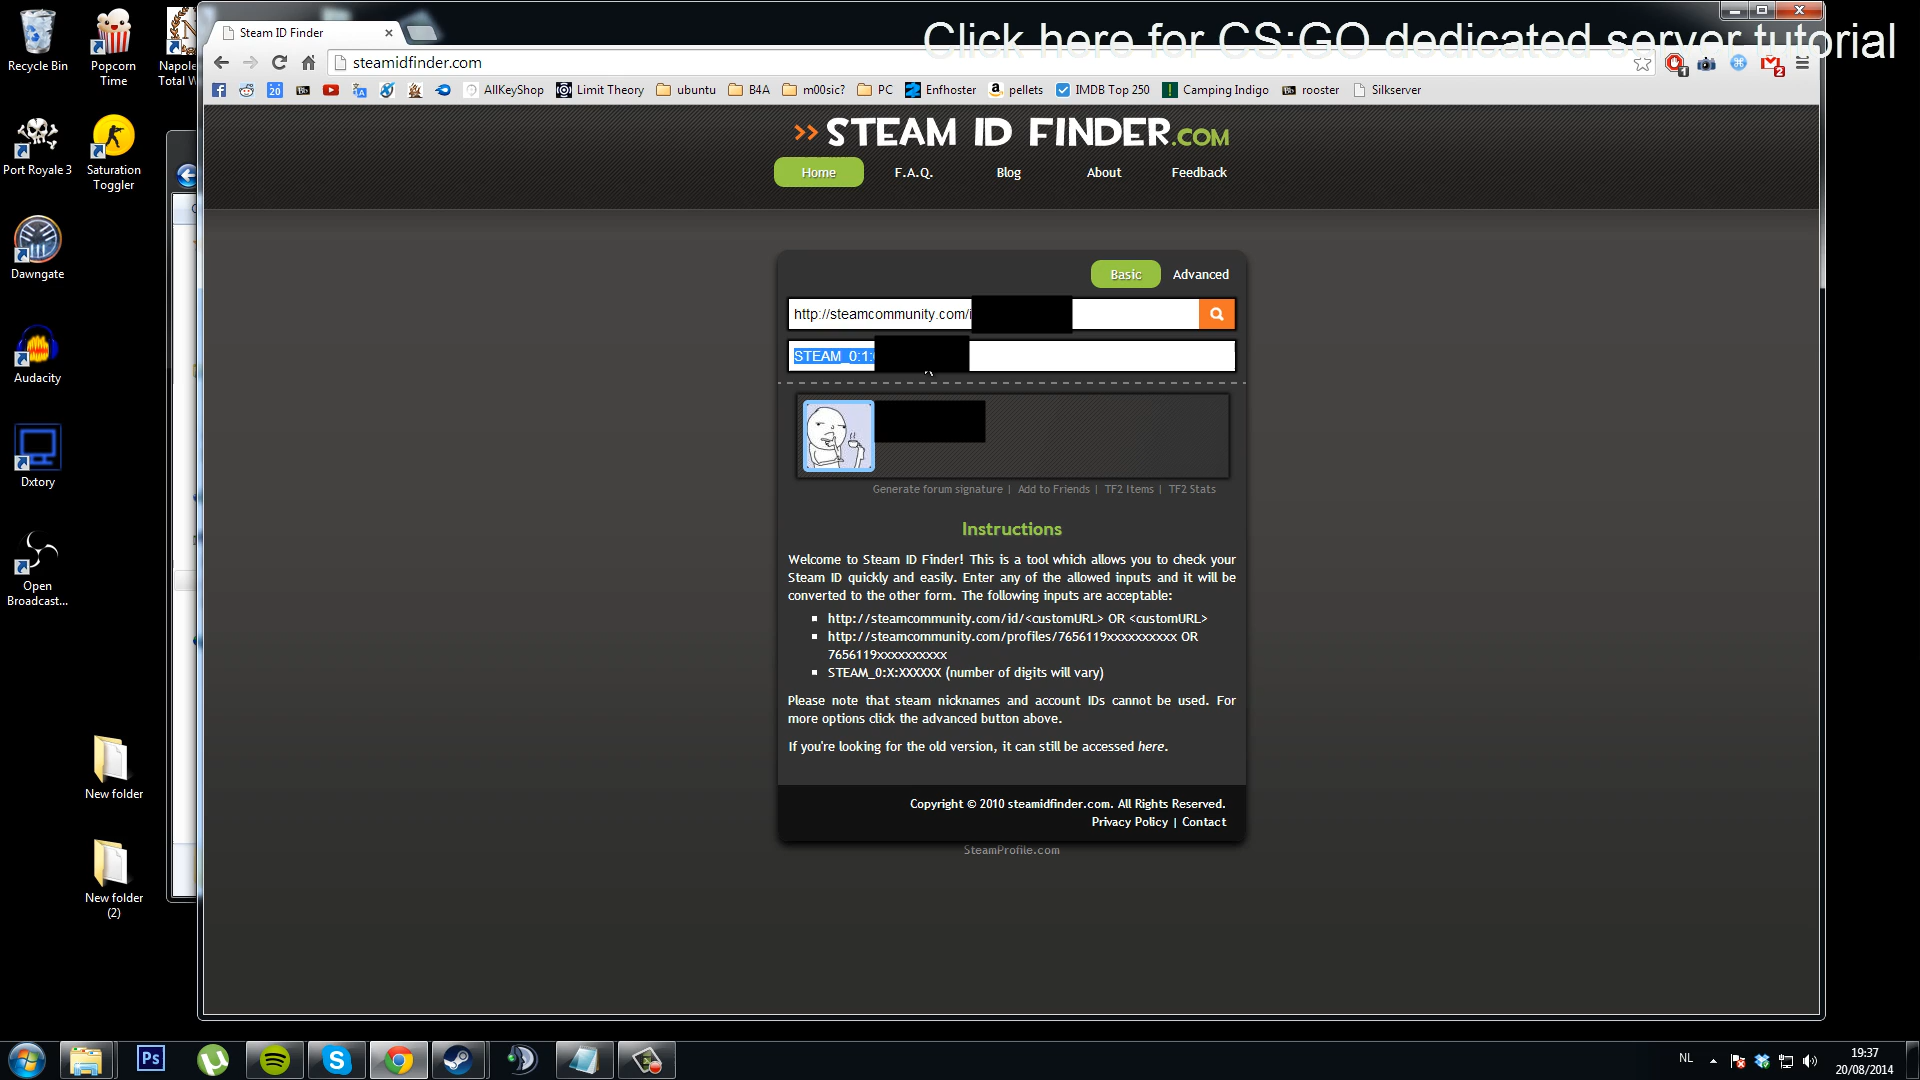 Click here for CS:GO dedicated server tutorial
Steam ID Finder
steamidfinder.com
AllKeyShop
Limit Theory
ubuntu
B4A
m00sic?
PC
Enfhoster
pellets
IMDB Top 250
Camping Indigo
rooster
Silkserver
20
1
2
Recycle Bin
Popcorn
Time
Napole
Total W
Port Royale 3
Saturation
Toggler
Dawngate
Audacity
Dxtory
Open
Broadcast...
New folder
New folder
(2)
>> STEAM ID FINDER.COM
Home
F.A.Q.
Blog
About
Feedback
Basic
Advanced
http://steamcommunity.com/i
STEAM_0:1:
Generate forum signature | Add to Friends | TF2 Items | TF2 Stats
Instructions
Welcome to Steam ID Finder! This is a tool which allows you to check your
Steam ID quickly and easily. Enter any of the allowed inputs and it will be
converted to the other form. The following inputs are acceptable:
http://steamcommunity.com/id/<customURL> OR <customURL>
http://steamcommunity.com/profiles/7656119xxxxxxxxxx OR
7656119xxxxxxxxxx
STEAM_0:X:XXXXXX (number of digits will vary)
Please note that steam nicknames and account IDs cannot be used. For
more options click the advanced button above.
If you're looking for the old version, it can still be accessed here.
Copyright © 2010 steamidfinder.com. All Rights Reserved.
Privacy Policy | Contact
SteamProfile.com
Ps
NL
19:37
20/08/2014